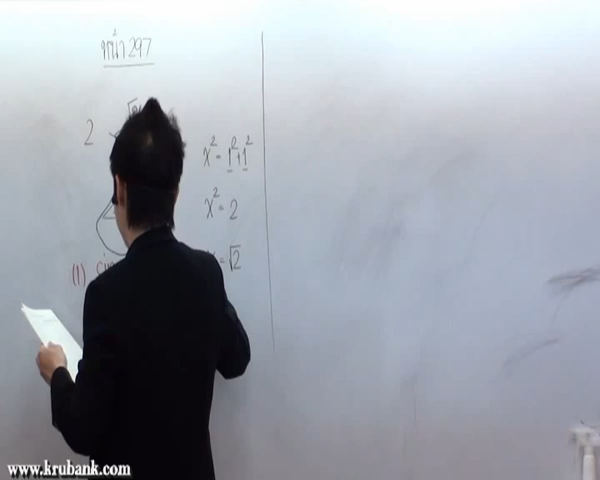 หน้า 297
2
x² = 1² + 1²
x² = 2
= √2
(1)
www.krubank.com